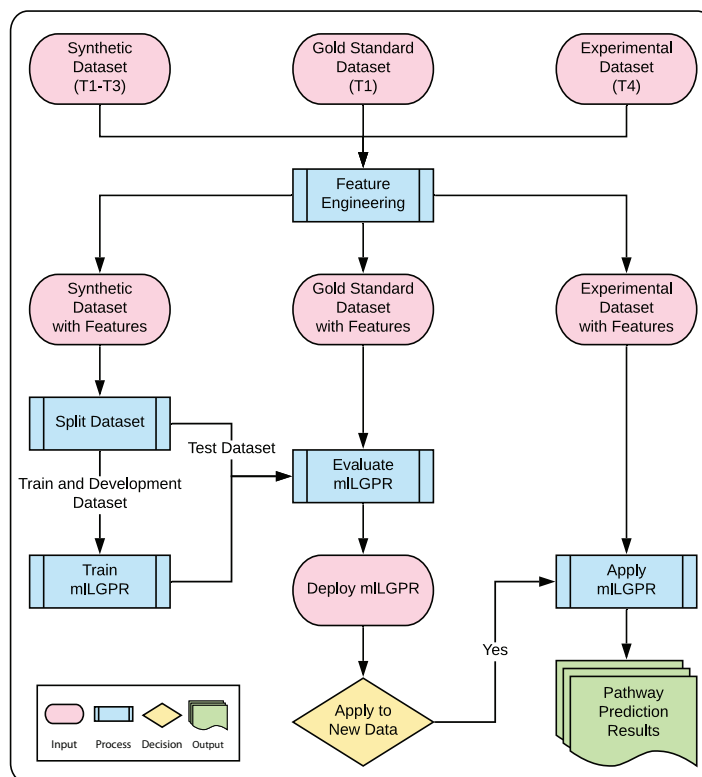 Synthetic
Dataset
(T1-T3)
Gold Standard
Dataset
(T1)
Experimental
Dataset
(T4)
Feature
Engineering
Synthetic
Dataset
with Features
Gold Standard
Dataset
with Features
Experimental
Dataset
with Features
Split Dataset
Test Dataset
Evaluate
mlLGPR
Train and Development
Dataset
Train
mlLGPR
Deploy mlLGPR
Apply
mlLGPR
Yes
Apply to
New Data
Pathway
Prediction
Results
Input
Process
Decision
Output